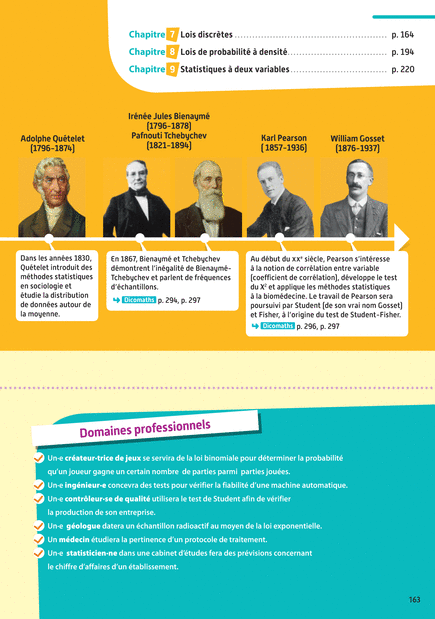 Chapitre 7 Lois discrètes ........ p. 164
Chapitre 8 Lois de probabilité à densité ........ p. 194
Chapitre 9 Statistiques à deux variables ........ p. 220
Adolphe Quételet
(1796–1874)
Irénée Jules Bienaymé
(1796–1878)
Pafnouti Tchebychev
(1821–1894)
Karl Pearson
( 1857–1936)
William Gosset
(1876–1937)
Dans les années 1830,
Quételet introduit des
méthodes statistiques
en sociologie et
étudie la distribution
de données autour de
la moyenne.
En 1867, Bienaymé et Tchebychev
démontrent l'inégalité de Bienaymé-
Tchebychev et parlent de fréquences
d'échantillons.
Dicomaths p. 294, p. 297
Au début du XXe siècle, Pearson s'intéresse
à la notion de corrélation entre variable
(coefficient de corrélation), développe le test
du X² et applique les méthodes statistiques
à la biomédecine. Le travail de Pearson sera
poursuivi par Student (de son vrai nom Gosset)
et Fisher, à l'origine du test de Student-Fisher.
Dicomaths p. 296, p. 297
Domaines professionnels
Un·e créateur·trice de jeux se servira de la loi binomiale pour déterminer la probabilité
qu'un joueur gagne un certain nombre de parties parmi parties jouées.
Un·e ingénieur·e concevra des tests pour vérifier la fiabilité d'une machine automatique.
Un·e contrôleur·se de qualité utilisera le test de Student afin de vérifier
la production de son entreprise.
Un·e géologue datera un échantillon radioactif au moyen de la loi exponentielle.
Un médecin étudiera la pertinence d'un protocole de traitement.
Un·e statisticien·ne dans une cabinet d'études fera des prévisions concernant
le chiffre d'affaires d'un établissement.
163